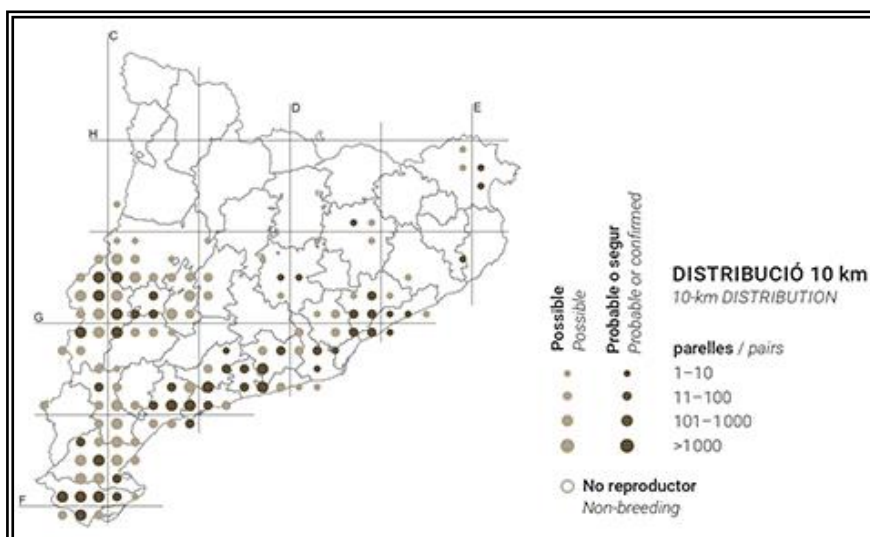 C
D
E
H
G
F
Possible
Possible
Probable o segur
Probable or confirmed
DISTRIBUCIÓ 10 km
10-km DISTRIBUTION
parelles / pairs
1–10
11–100
101–1000
>1000
No reproductor
Non-breeding